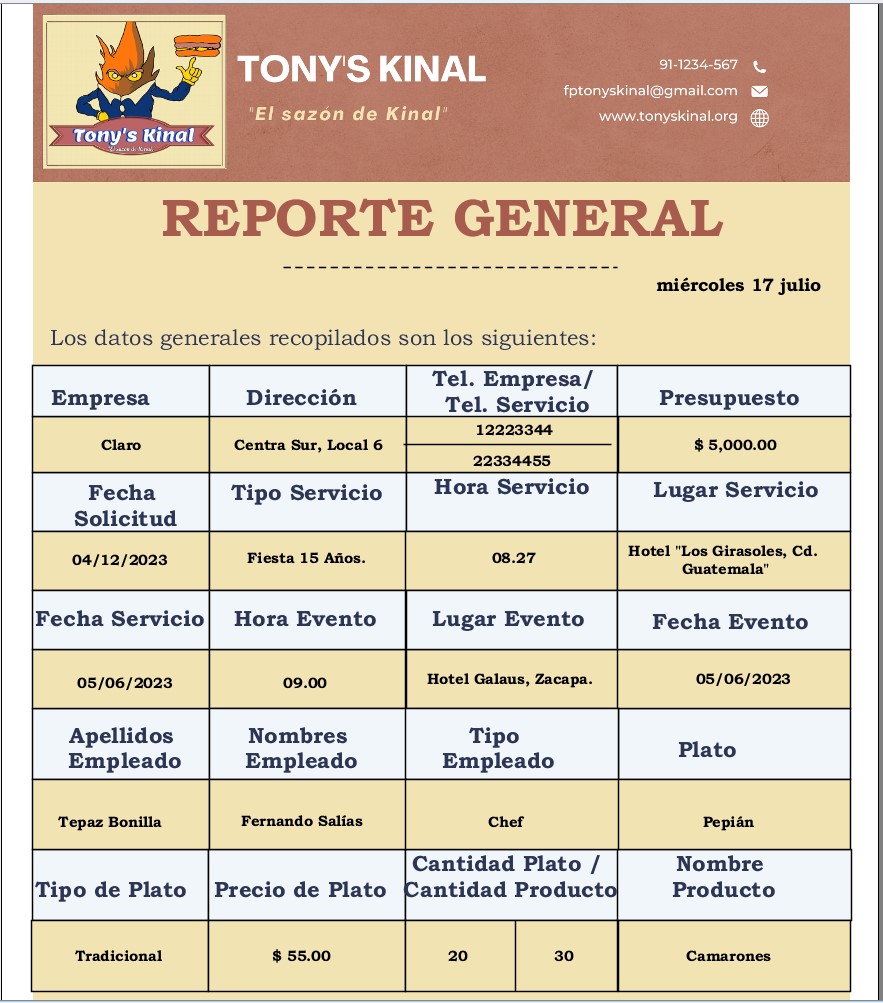 TONY'S KINAL
"El sazón de Kinal"
Tony's Kinal
"El sazon de Kinal"
91-1234-567
fptonyskinal@gmail.com
www.tonyskinal.org
REPORTE GENERAL
miércoles 17 julio
Los datos generales recopilados son los siguientes:
Empresa Dirección Tel. Empresa/ Tel. Servicio Presupuesto
Claro Centra Sur, Local 6 12223344 22334455 $ 5,000.00
Fecha Solicitud Tipo Servicio Hora Servicio Lugar Servicio
04/12/2023 Fiesta 15 Años. 08.27 Hotel "Los Girasoles, Cd. Guatemala"
Fecha Servicio Hora Evento Lugar Evento Fecha Evento
05/06/2023 09.00 Hotel Galaus, Zacapa. 05/06/2023
Apellidos Empleado Nombres Empleado Tipo Empleado Plato
Tepaz Bonilla Fernando Salías Chef Pepián
Tipo de Plato Precio de Plato Cantidad Plato / Cantidad Producto Nombre Producto
Tradicional $ 55.00 20 30 Camarones